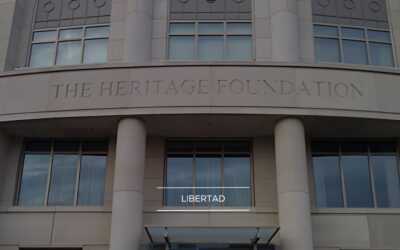 THE HERITAGE FOUNDATION
LIBERTAD